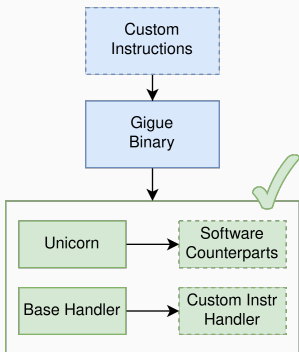 Custom
Instructions
Gigue
Binary
Unicorn
Software
Counterparts
Base Handler
Custom Instr
Handler